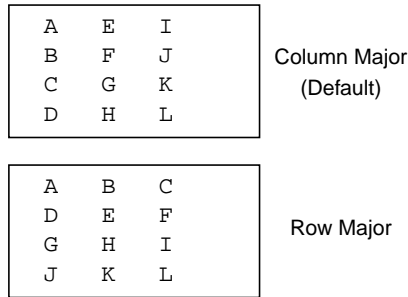 A E I
B F J
C G K
D H L
Column Major
(Default)
A B C
D E F
G H I
J K L
Row Major